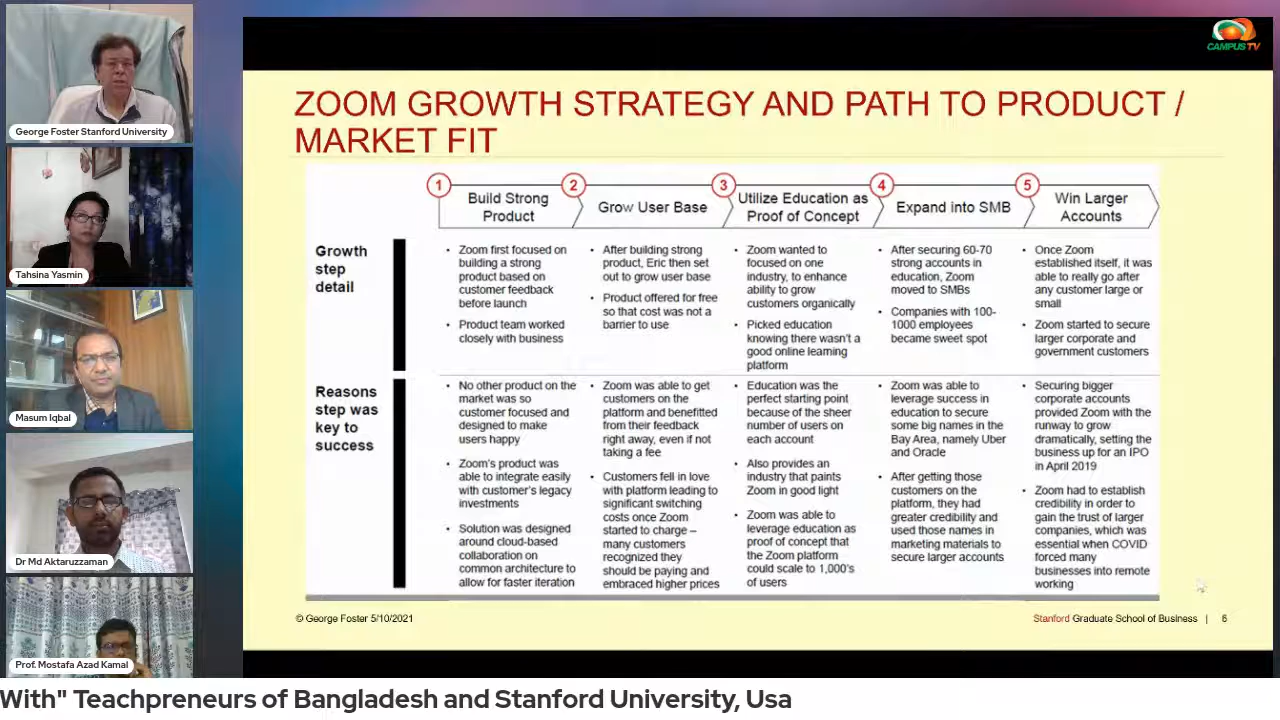 CAMPUS TV
George Foster Stanford University
Tahsina Yasmin
Masum Iqbal
Dr Md Aktaruzzaman
Prof. Mostafa Azad Kamal
ZOOM GROWTH STRATEGY AND PATH TO PRODUCT /
MARKET FIT
1
Build Strong
Product
2
Grow User Base
3
Utilize Education as
Proof of Concept
4
Expand into SMB
5
Win Larger
Accounts
Growth
step
detail
• Zoom first focused on
building a strong
product based on
customer feedback
before launch
• Product team worked
closely with business
• After building strong
product, Eric then set
out to grow user base
• Product offered for free
so that cost was not a
barrier to use
• Zoom wanted to
focused on one
industry, to enhance
ability to grow
customers organically
• Picked education
knowing there wasn't a
good online learning
platform
• After securing 60-70
strong accounts in
education, Zoom
moved to SMBs
• Companies with 100-
1000 employees
became sweet spot
• Once Zoom
established itself, it was
able to really go after
any customer large or
small
• Zoom started to secure
larger corporate and
government customers
Reasons
step was
key to
success
• No other product on the
market was so
customer focused and
designed to make
users happy
• Zoom's product was
able to integrate easily
with customer's legacy
investments
• Solution was designed
around cloud-based
collaboration on
common architecture to
allow for faster iteration
• Zoom was able to get
customers on the
platform and benefitted
from their feedback
right away, even if not
taking a fee
• Customers fell in love
with platform leading to
significant switching
costs once Zoom
started to charge –
many customers
recognized they
should be paying and
embraced higher prices
• Education was the
perfect starting point
because of the sheer
number of users on
each account
• Also provides an
industry that paints
Zoom in good light
• Zoom was able to
leverage education as
proof of concept that
the Zoom platform
could scale to 1,000's
of users
• Zoom was able to
leverage success in
education to secure
some big names in the
Bay Area, namely Uber
and Oracle
• After getting those
customers on the
platform, they had
greater credibility and
used those names in
marketing materials to
secure larger accounts
• Securing bigger
corporate accounts
provided Zoom with the
runway to grow
dramatically, setting the
business up for an IPO
in April 2019
• Zoom had to establish
credibility in order to
gain the trust of larger
companies, which was
essential when COVID
forced many
businesses into remote
working
© George Foster 5/10/2021
Stanford Graduate School of Business | 6
With" Teachpreneurs of Bangladesh and Stanford University, Usa